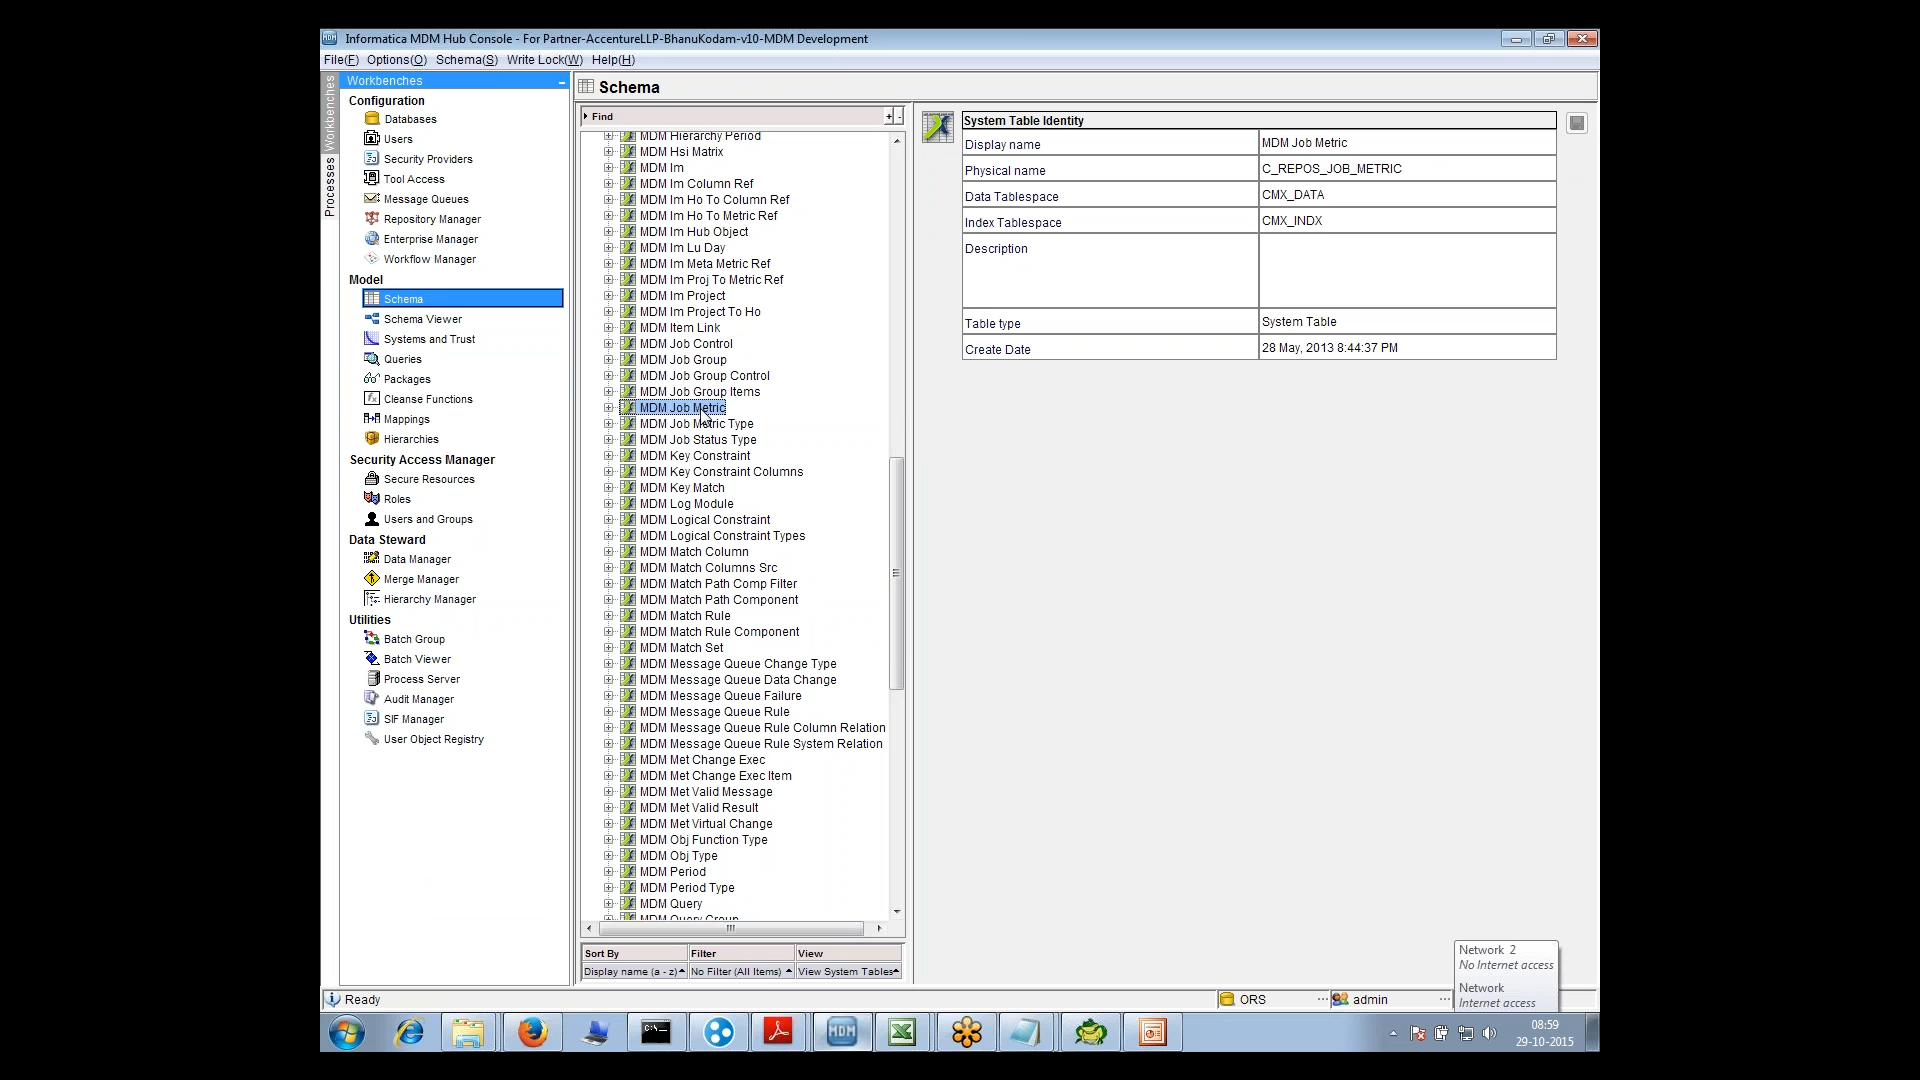 Informatica MDM Hub Console - For Partner-AccentureLLP-BhanuKodam-v10-MDM Development
File(F) Options(O) Schema(S) Write Lock(W) Help(H)
Workbenches
Processes
Workbenches
Configuration
Databases
Users
Security Providers
Tool Access
Message Queues
Repository Manager
Enterprise Manager
Workflow Manager
Model
Schema
Schema Viewer
Systems and Trust
Queries
Packages
Cleanse Functions
Mappings
Hierarchies
Security Access Manager
Secure Resources
Roles
Users and Groups
Data Steward
Data Manager
Merge Manager
Hierarchy Manager
Utilities
Batch Group
Batch Viewer
Process Server
Audit Manager
SIF Manager
User Object Registry
Schema
Find
MDM Hierarchy Period
MDM Hsi Matrix
MDM Im
MDM Im Column Ref
MDM Im Ho To Column Ref
MDM Im Ho To Metric Ref
MDM Im Hub Object
MDM Im Lu Day
MDM Im Meta Metric Ref
MDM Im Proj To Metric Ref
MDM Im Project
MDM Im Project To Ho
MDM Item Link
MDM Job Control
MDM Job Group
MDM Job Group Control
MDM Job Group Items
MDM Job Metric
MDM Job Metric Type
MDM Job Status Type
MDM Key Constraint
MDM Key Constraint Columns
MDM Key Match
MDM Log Module
MDM Logical Constraint
MDM Logical Constraint Types
MDM Match Column
MDM Match Columns Src
MDM Match Path Comp Filter
MDM Match Path Component
MDM Match Rule
MDM Match Rule Component
MDM Match Set
MDM Message Queue Change Type
MDM Message Queue Data Change
MDM Message Queue Failure
MDM Message Queue Rule
MDM Message Queue Rule Column Relation
MDM Message Queue Rule System Relation
MDM Met Change Exec
MDM Met Change Exec Item
MDM Met Valid Message
MDM Met Valid Result
MDM Met Virtual Change
MDM Obj Function Type
MDM Obj Type
MDM Period
MDM Period Type
MDM Query
MDM Query Group
Sort By Filter View
Display name (a - z) No Filter (All Items) View System Tables
System Table Identity
Display name MDM Job Metric
Physical name C_REPOS_JOB_METRIC
Data Tablespace CMX_DATA
Index Tablespace CMX_INDX
Description
Table type System Table
Create Date 28 May, 2013 8:44:37 PM
Network 2
No Internet access
Network
Internet access
Ready ORS admin
MDM
08:59
29-10-2015